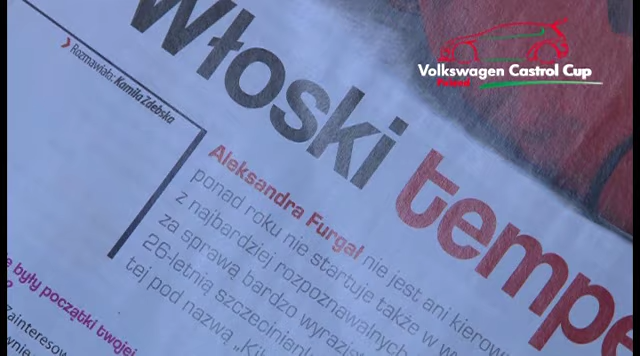 Volkswagen Castrol Cup
Poland
Włoski tempe
Rozmawiała: Kamila Zdebska
Aleksandra Furgał nie jest ani kierow
ponad roku nie startuje także w w
z najbardziej rozpoznawalnych
za sprawą bardzo wyrazist
26-letnią szczecinian
tej pod nazwą „Ki
e były początki twojej
Zainteresow